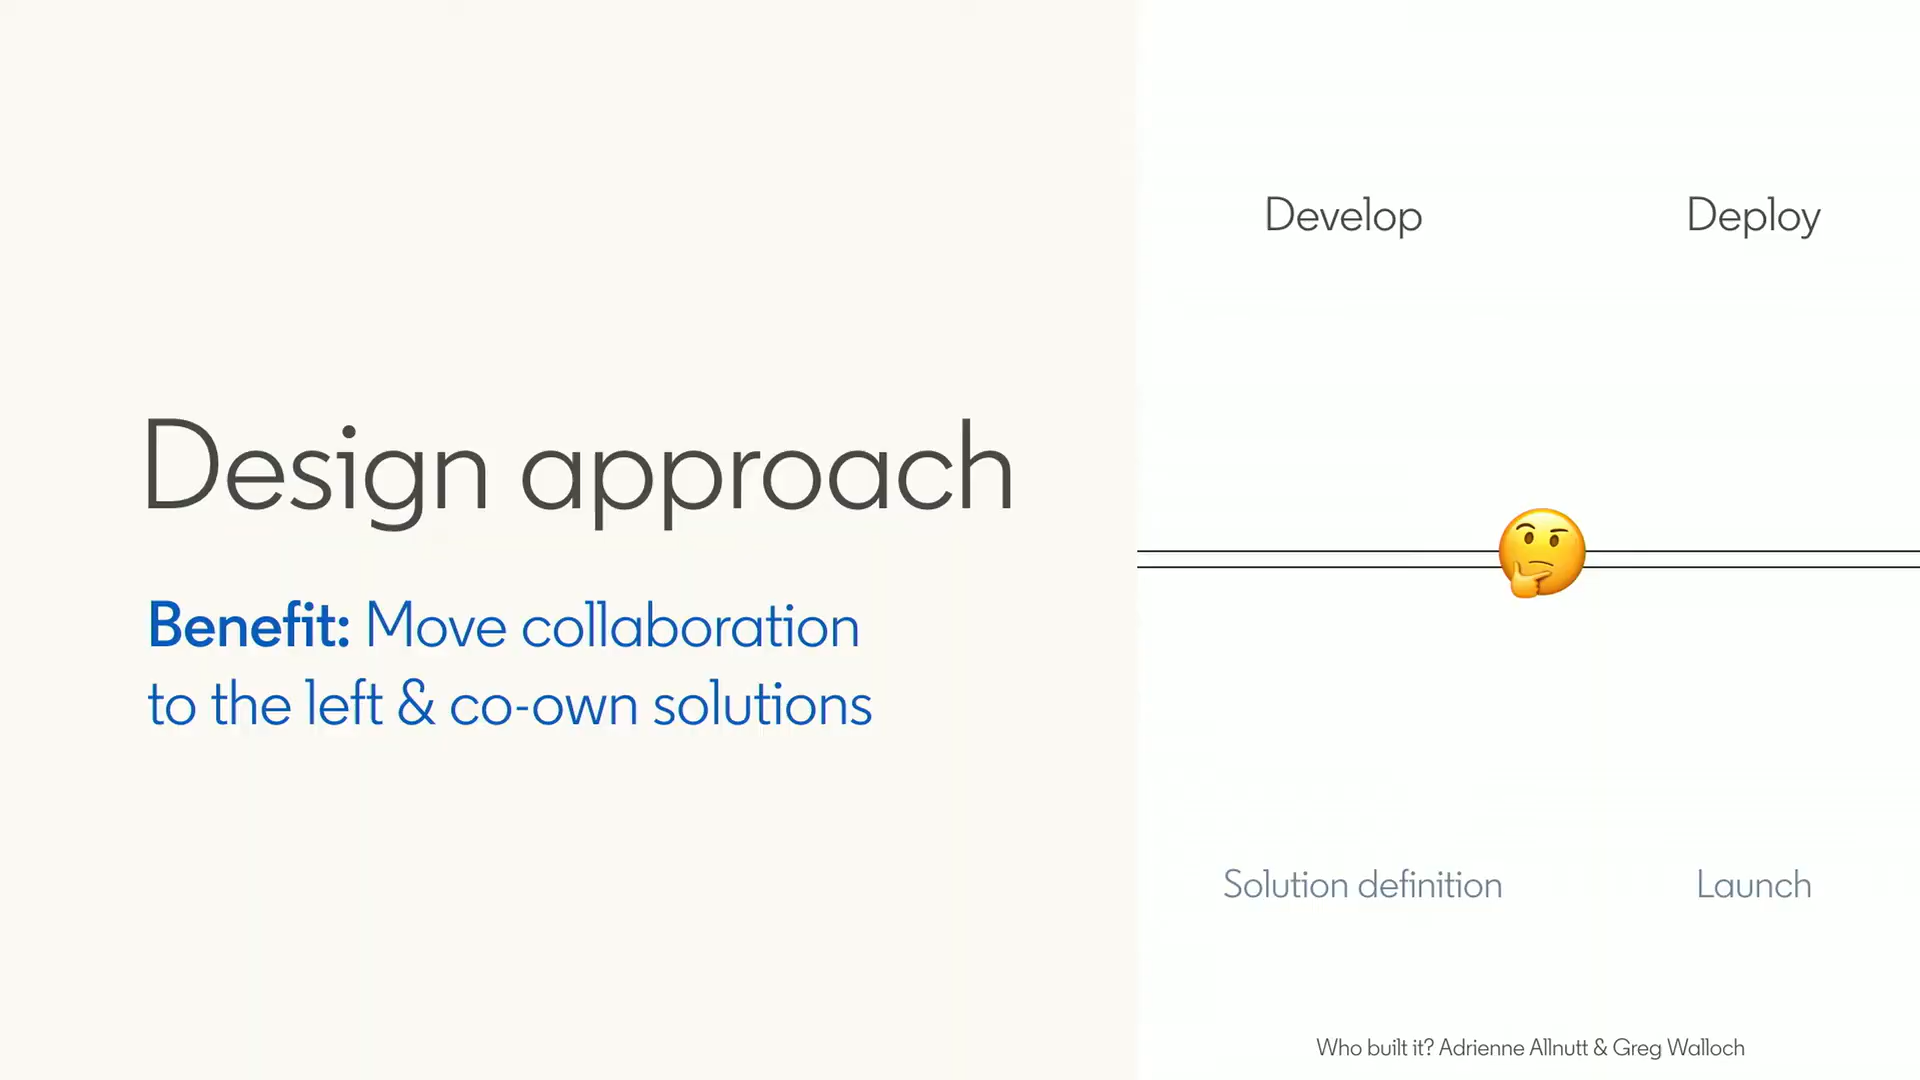 Design approach
Benefit: Move collaboration
to the left & co-own solutions
Develop
Deploy
Solution definition
Launch
Who built it? Adrienne Allnutt & Greg Walloch